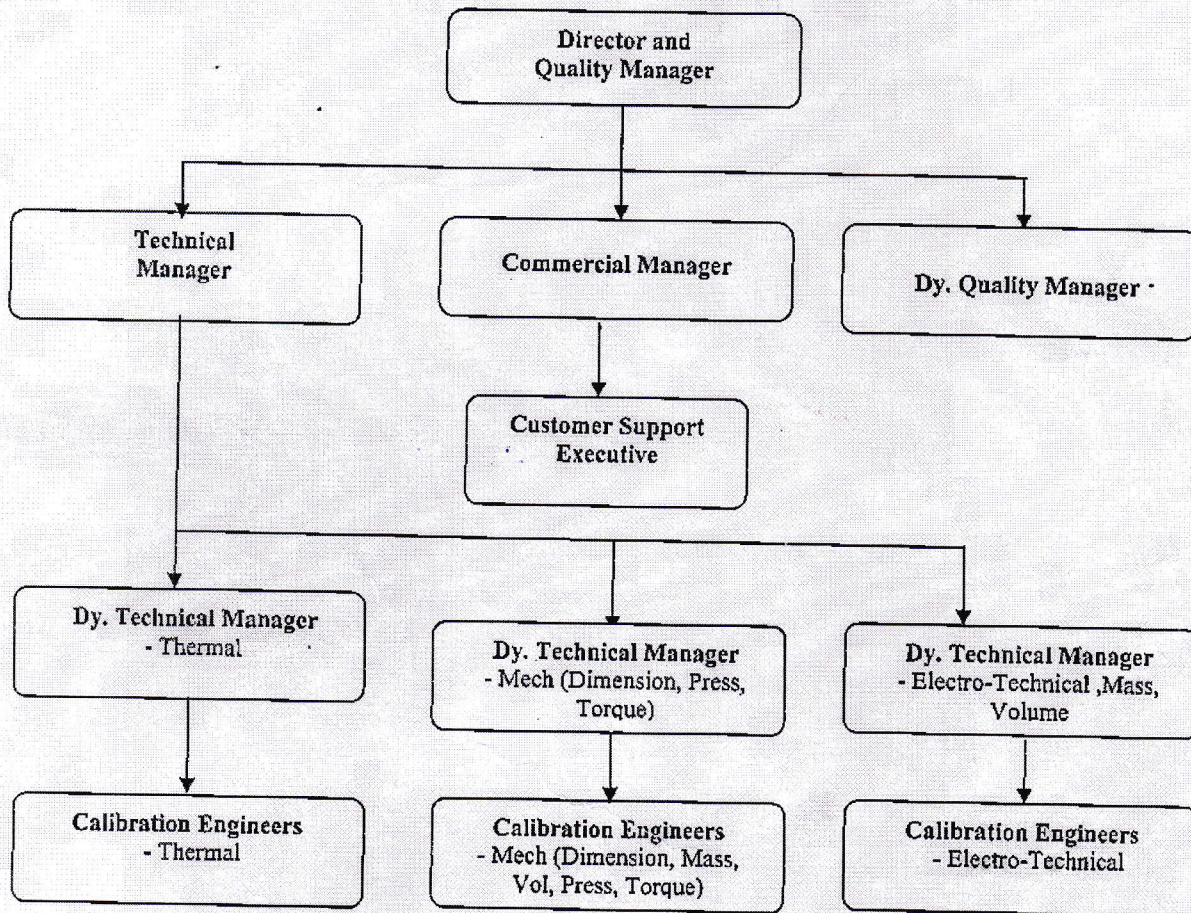 Director and
Quality Manager
Technical
Manager
Commercial Manager
Dy. Quality Manager
Customer Support
Executive
Dy. Technical Manager
- Thermal
Dy. Technical Manager
- Mech (Dimension, Press,
Torque)
Dy. Technical Manager
- Electro-Technical ,Mass,
Volume
Calibration Engineers
- Thermal
Calibration Engineers
- Mech (Dimension, Mass,
Vol, Press, Torque)
Calibration Engineers
- Electro-Technical